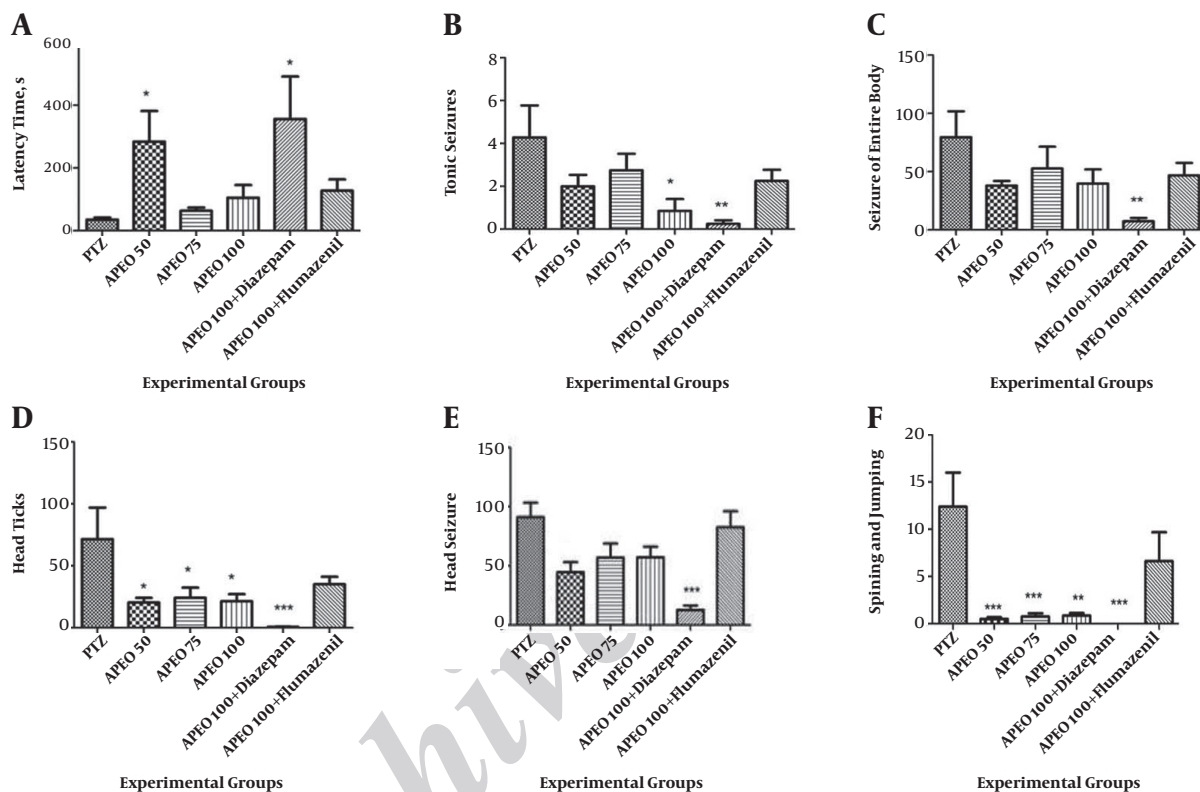 A
Latency Time, s
600
400
200
0
*
*
PTZ
APEO 50
APEO 75
APEO 100
APEO 100+Diazepam
APEO 100+Flumazenil
Experimental Groups
B
Tonic Seizures
8
6
4
2
0
*
**
PTZ
APEO 50
APEO 75
APEO 100
APEO 100+Diazepam
APEO 100+Flumazenil
Experimental Groups
C
Seizure of Entire Body
150
100
50
0
**
PTZ
APEO 50
APEO 75
APEO 100
APEO 100+Diazepam
APEO 100+Flumazenil
Experimental Groups
D
Head Ticks
150
100
50
0
*
*
*
***
PTZ
APEO 50
APEO 75
APEO 100
APEO 100+Diazepam
APEO 100+Flumazenil
Experimental Groups
E
Head Seizure
150
100
50
0
***
PTZ
APEO 50
APEO 75
APEO 100
APEO 100+Diazepam
APEO 100+Flumazenil
Experimental Groups
F
Spining and Jumping
20
15
10
5
0
***
***
**
***
PTZ
APEO 50
APEO 75
APEO 100
APEO 100+Diazepam
APEO 100+Flumazenil
Experimental Groups